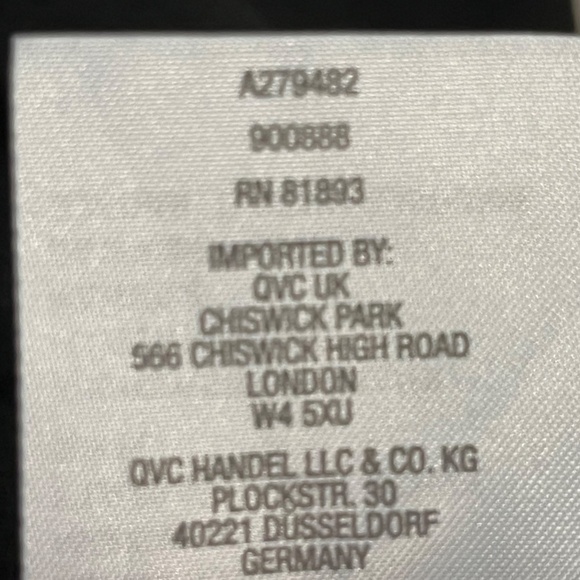 A279482
900888
RN 81893
IMPORTED BY:
QVC UK
CHISWICK PARK
566 CHISWICK HIGH ROAD
LONDON
W4 5XU
QVC HANDEL LLC & CO. KG
PLOCKSTR. 30
40221 DUSSELDORF
GERMANY